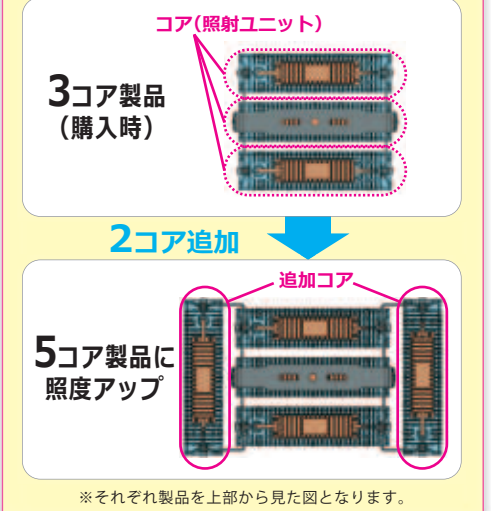 コア（照射ユニット）
3コア製品
（購入時）
2コア追加
追加コア
5コア製品に
照度アップ
※それぞれ製品を上部から見た図となります。